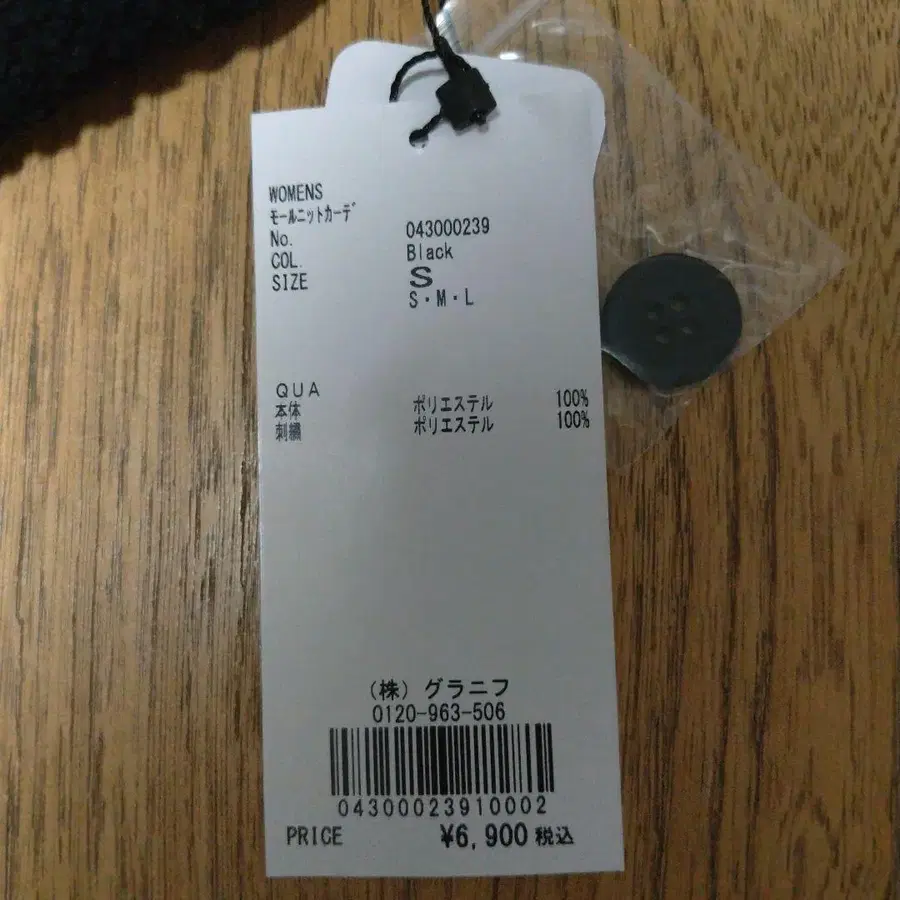 WOMENS
ﾓｰﾙﾆｯﾄｶｰﾃﾞ
No. 043000239
COL. Black
SIZE S
S・M・L
QUA
本体 ポリエステル 100%
刺繍 ポリエステル 100%
(株) グラニフ
0120-963-506
04300023910002
PRICE ¥6,900 税込